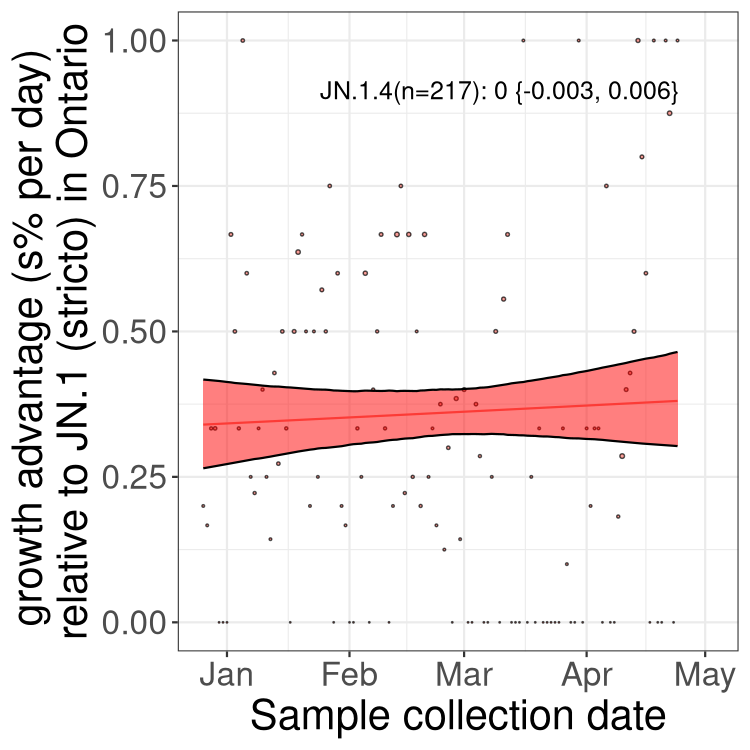 growth advantage (s% per day)
relative to JN.1 (stricto) in Ontario
1.00
0.75
0.50
0.25
0.00
JN.1.4(n=217): 0 {-0.003, 0.006}
Jan Feb Mar Apr May
Sample collection date